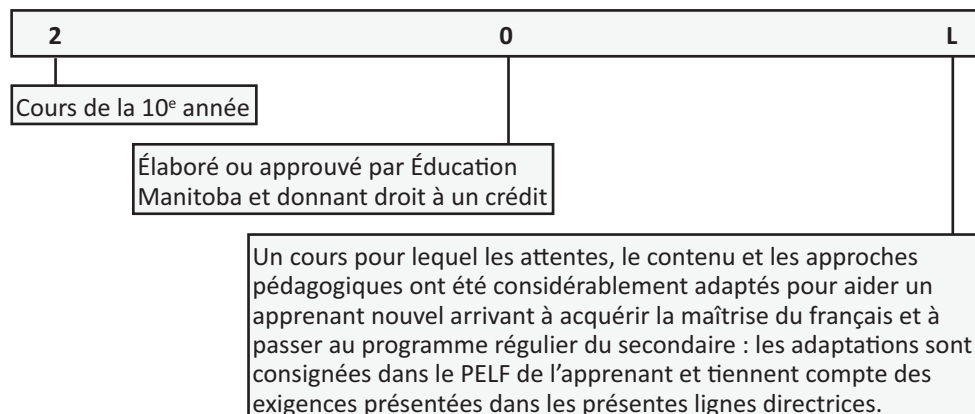 2 0 L
Cours de la 10e année
Élaboré ou approuvé par Éducation
Manitoba et donnant droit à un crédit
Un cours pour lequel les attentes, le contenu et les approches
pédagogiques ont été considérablement adaptés pour aider un
apprenant nouvel arrivant à acquérir la maîtrise du français et à
passer au programme régulier du secondaire : les adaptations sont
consignées dans le PELF de l’apprenant et tiennent compte des
exigences présentées dans les présentes lignes directrices.